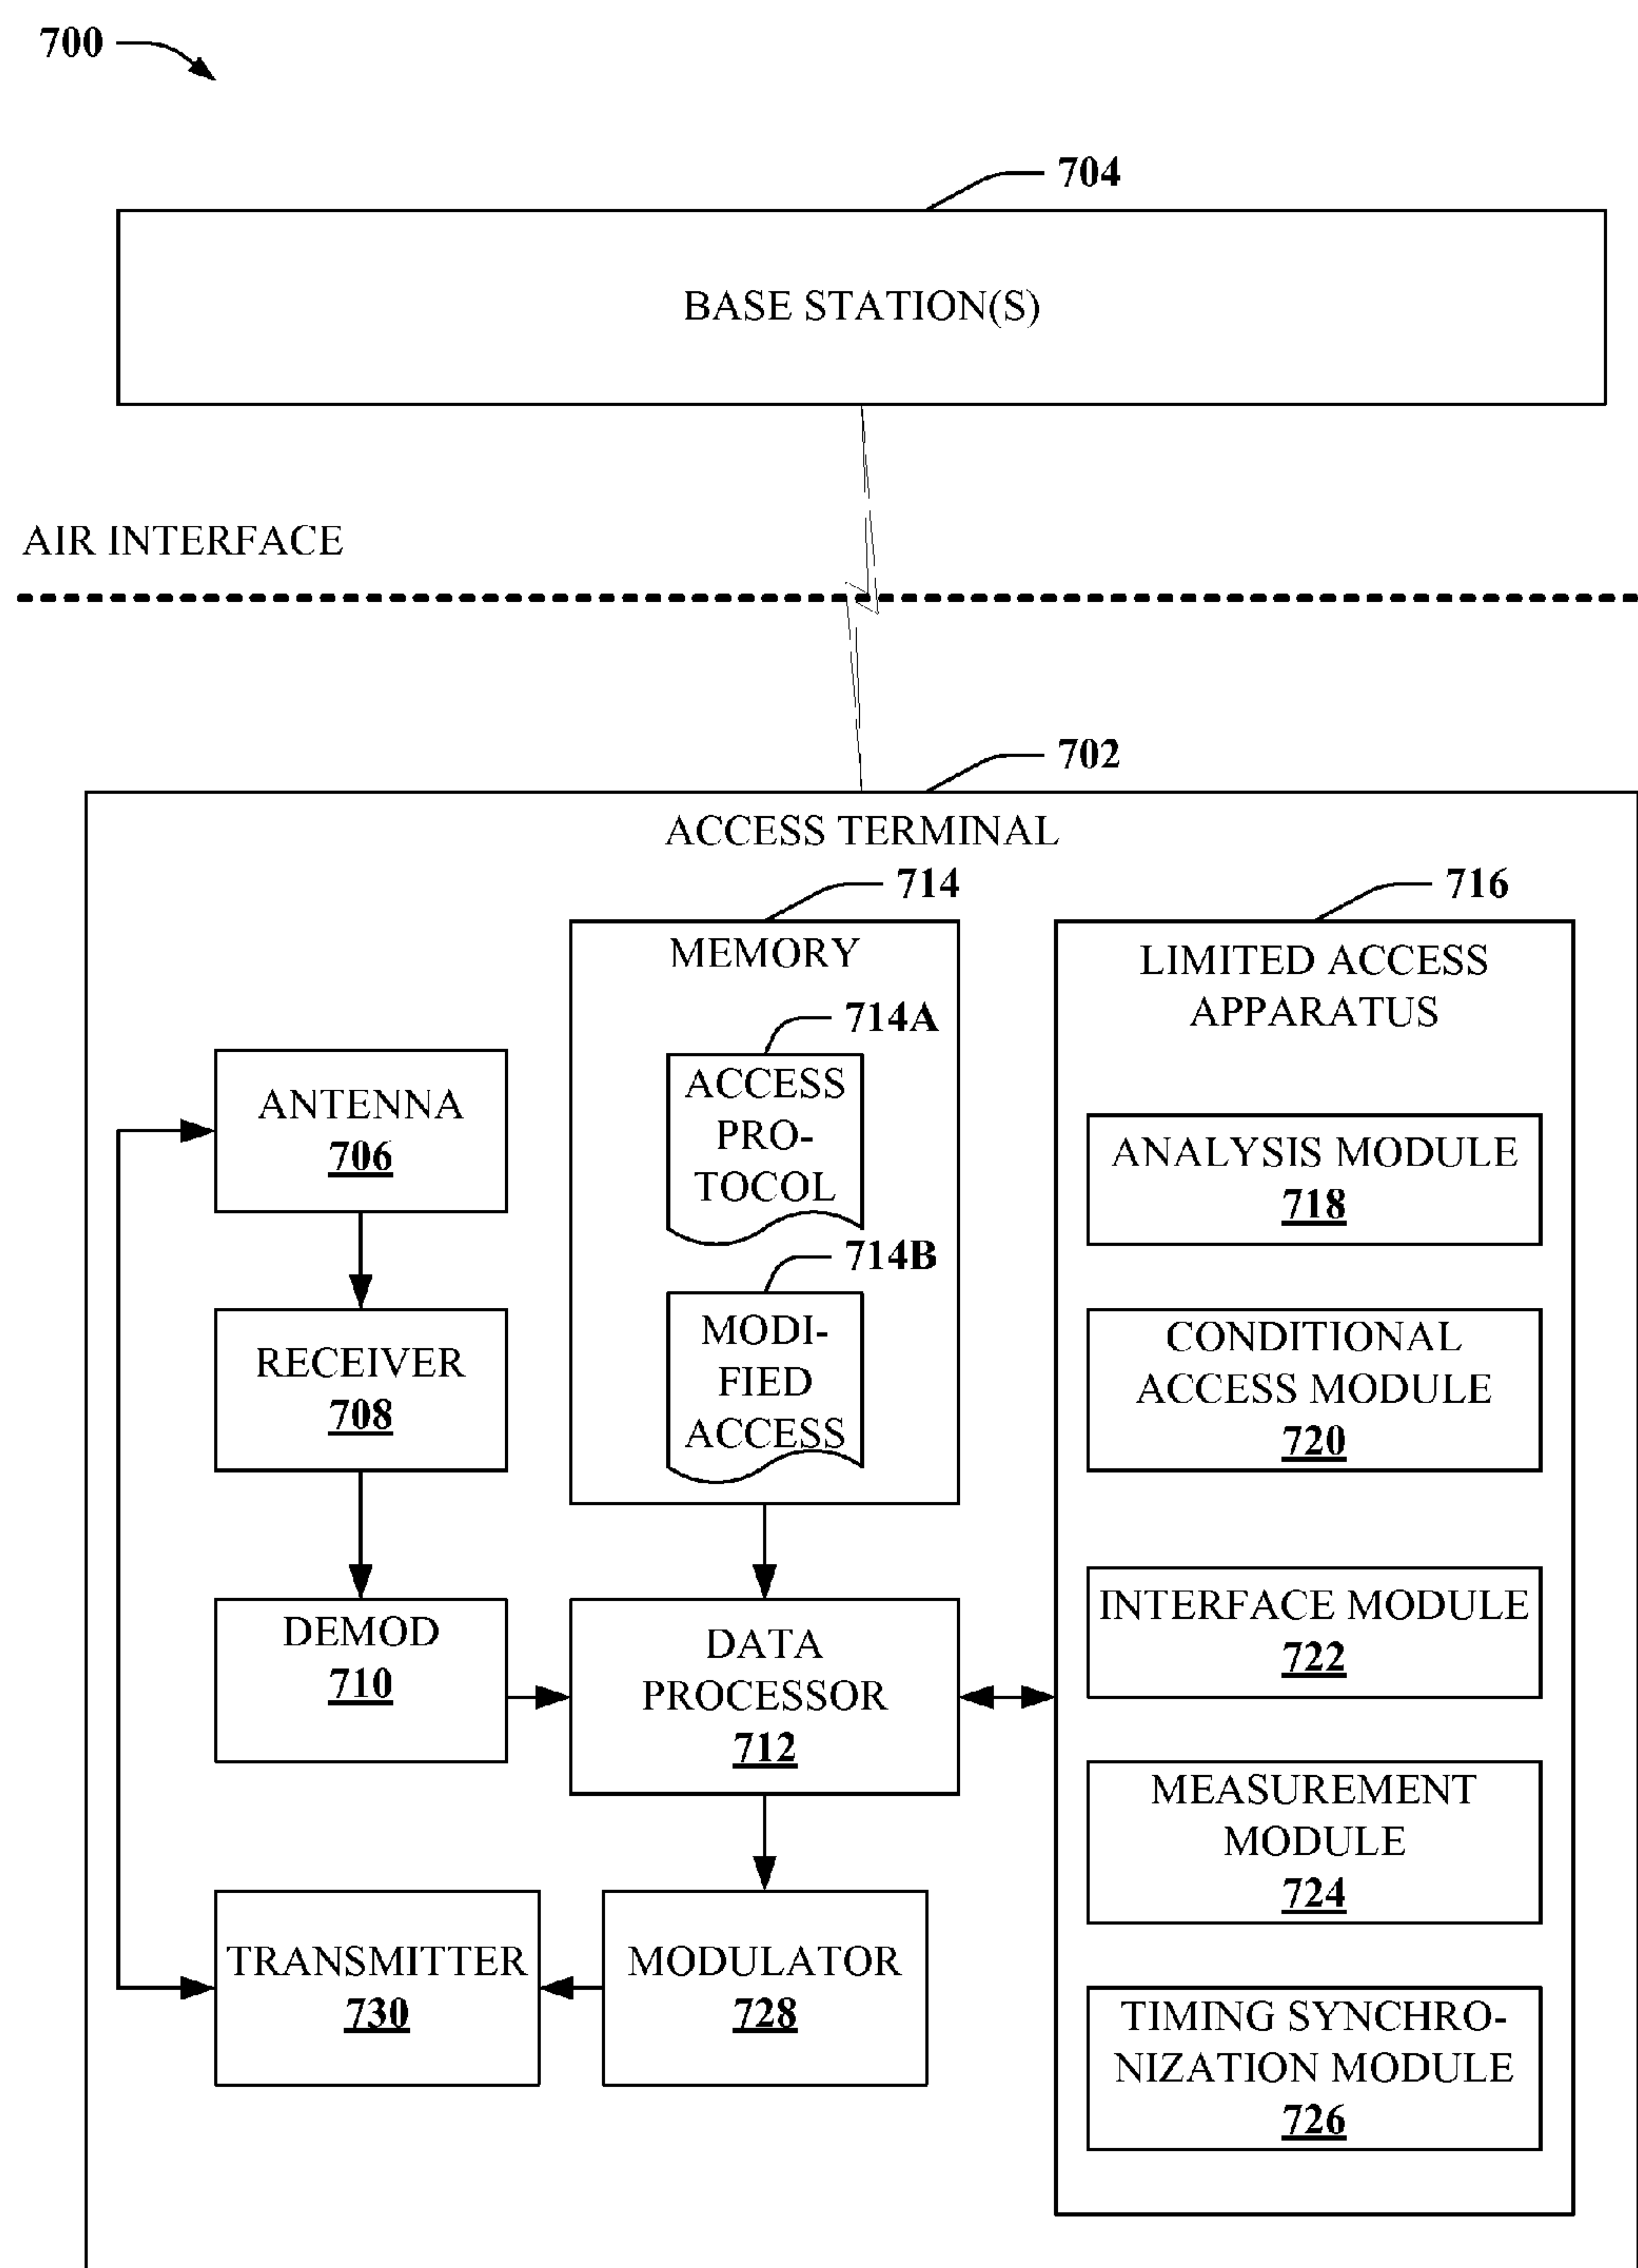 700
704
BASE STATION(S)
AIR INTERFACE
702
ACCESS TERMINAL
714
716
MEMORY
LIMITED ACCESS
APPARATUS
714A
ACCESS
PRO-
TOCOL
714B
MODI-
FIED
ACCESS
ANTENNA
706
RECEIVER
708
DEMOD
710
DATA
PROCESSOR
712
TRANSMITTER
730
MODULATOR
728
ANALYSIS MODULE
718
CONDITIONAL
ACCESS MODULE
720
INTERFACE MODULE
722
MEASUREMENT
MODULE
724
TIMING SYNCHRO-
NIZATION MODULE
726